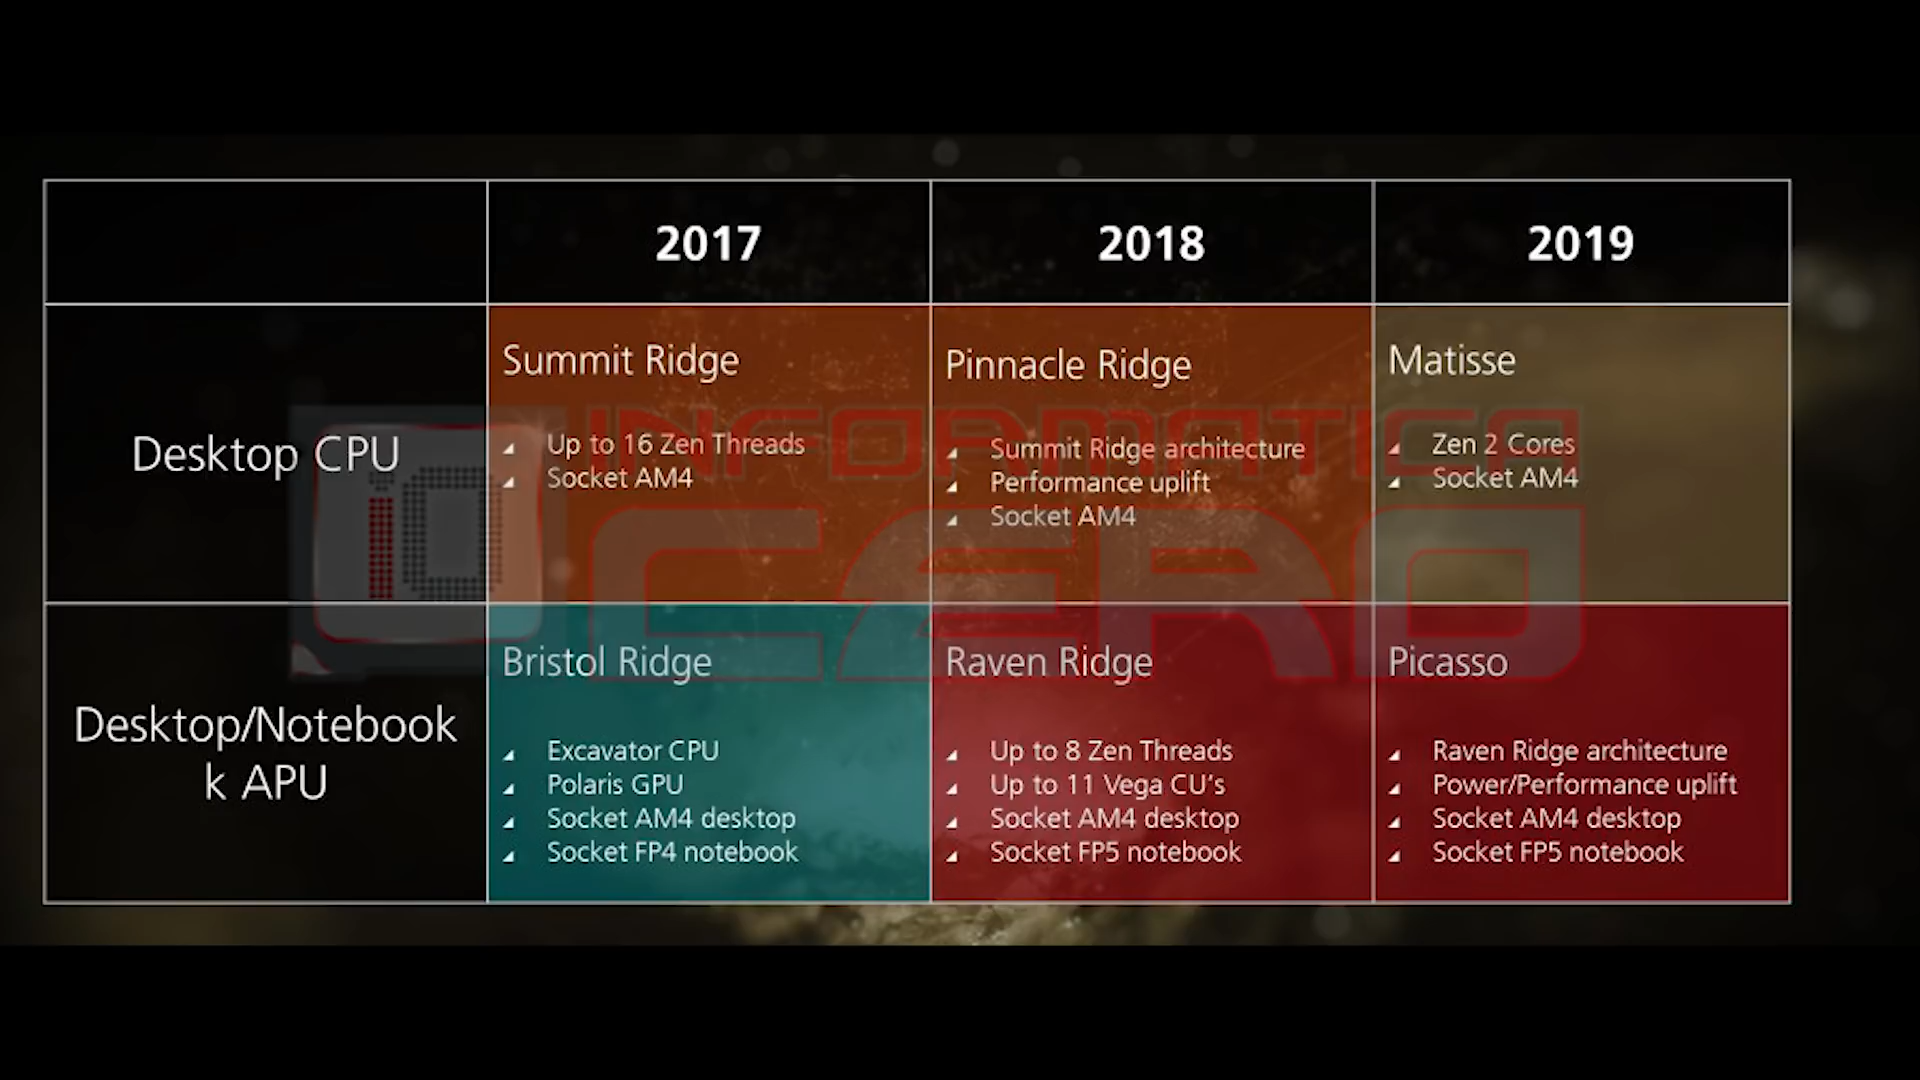 2017
2018
2019
Desktop CPU
Summit Ridge
Up to 16 Zen Threads
Socket AM4
Pinnacle Ridge
Summit Ridge architecture
Performance uplift
Socket AM4
Matisse
Zen 2 Cores
Socket AM4
Desktop/Notebook
k APU
Bristol Ridge
Excavator CPU
Polaris GPU
Socket AM4 desktop
Socket FP4 notebook
Raven Ridge
Up to 8 Zen Threads
Up to 11 Vega CU's
Socket AM4 desktop
Socket FP5 notebook
Picasso
Raven Ridge architecture
Power/Performance uplift
Socket AM4 desktop
Socket FP5 notebook
i0
INFORMATICA
CERO